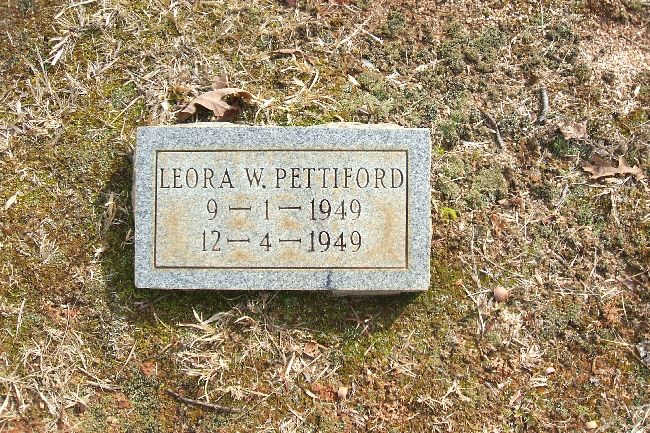 LEORA W. PETTIFORD
9 — 1 — 1949
12 — 4 — 1949